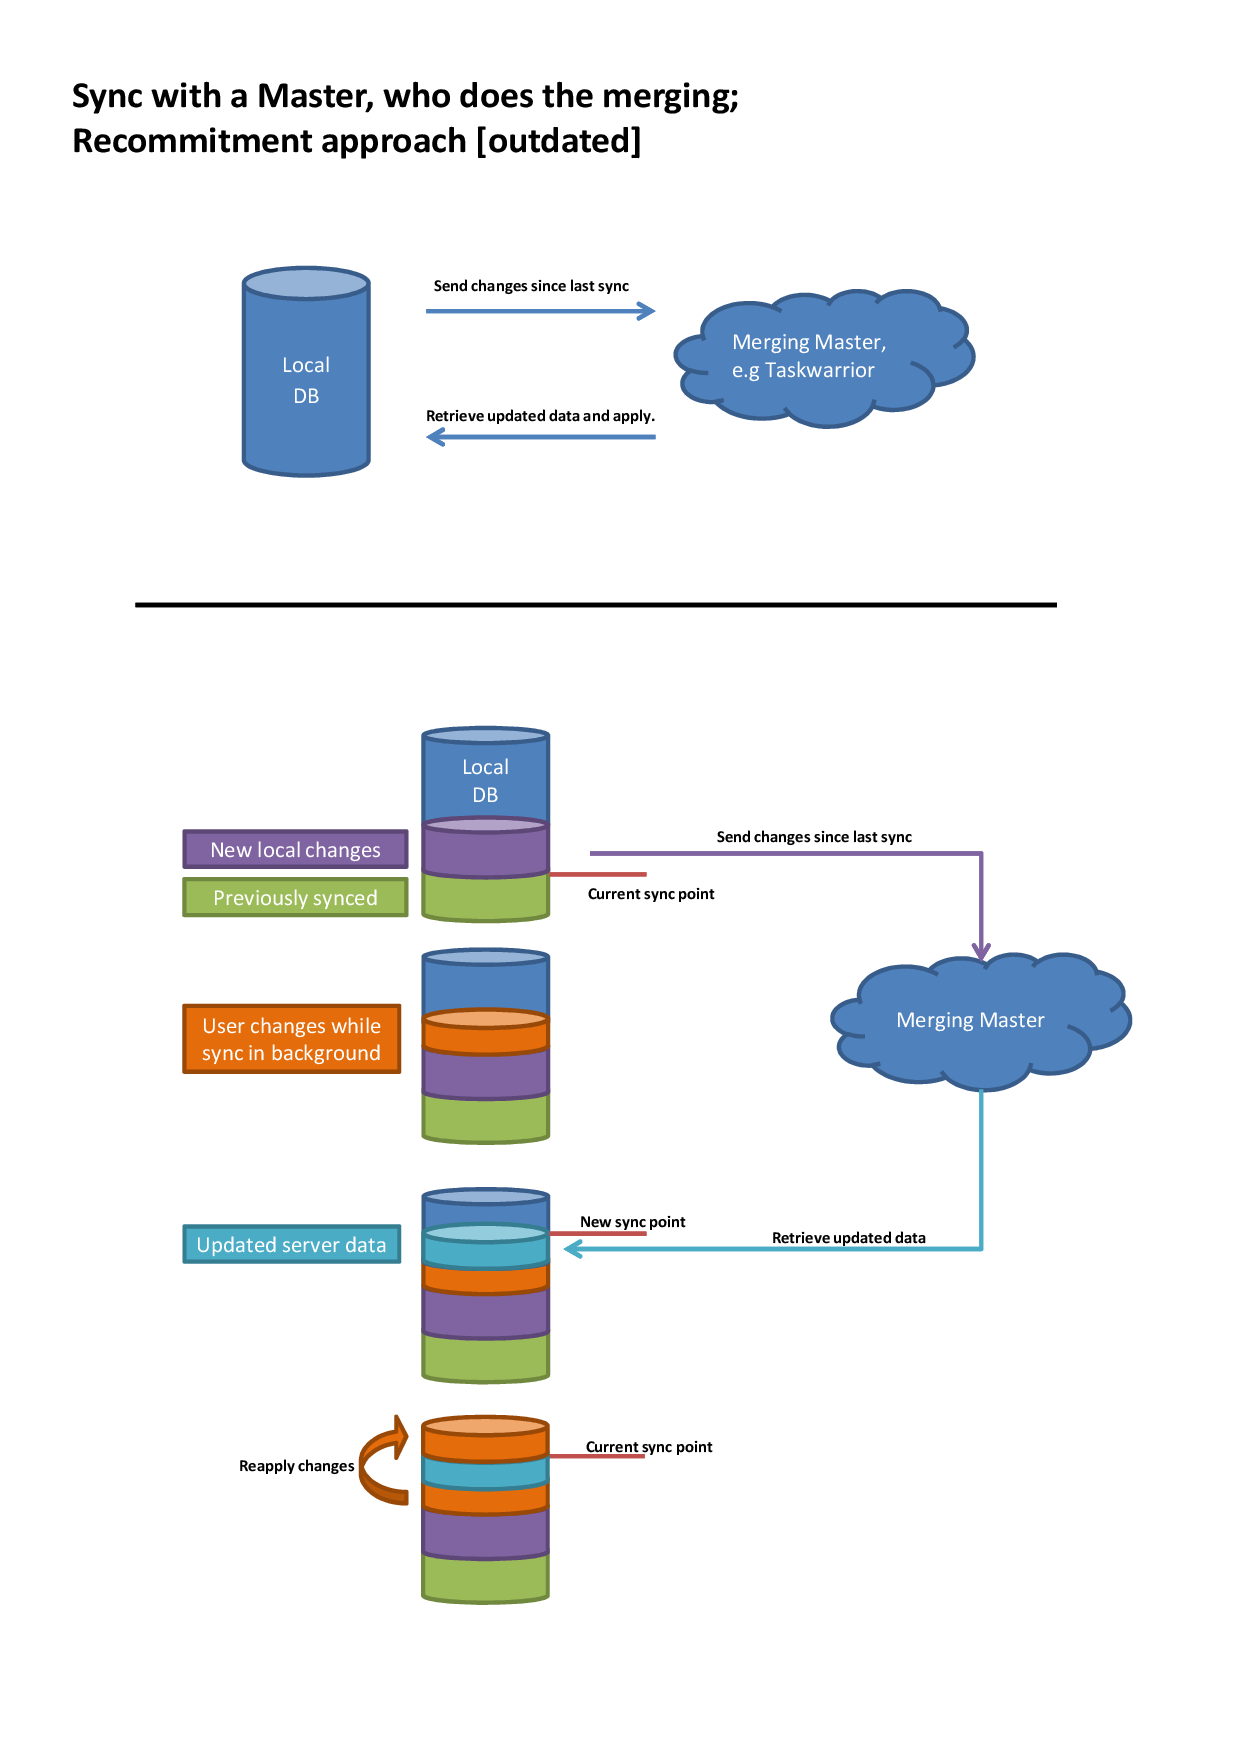 Sync with a Master, who does the merging;
Recommitment approach [outdated]
Send changes since last sync
Local
DB
Merging Master,
e.g Taskwarrior
Retrieve updated data and apply.
Local
DB
New local changes
Send changes since last sync
Previously synced
Current sync point
User changes while
sync in background
Merging Master
Updated server data
New sync point
Retrieve updated data
Reapply changes
Current sync point